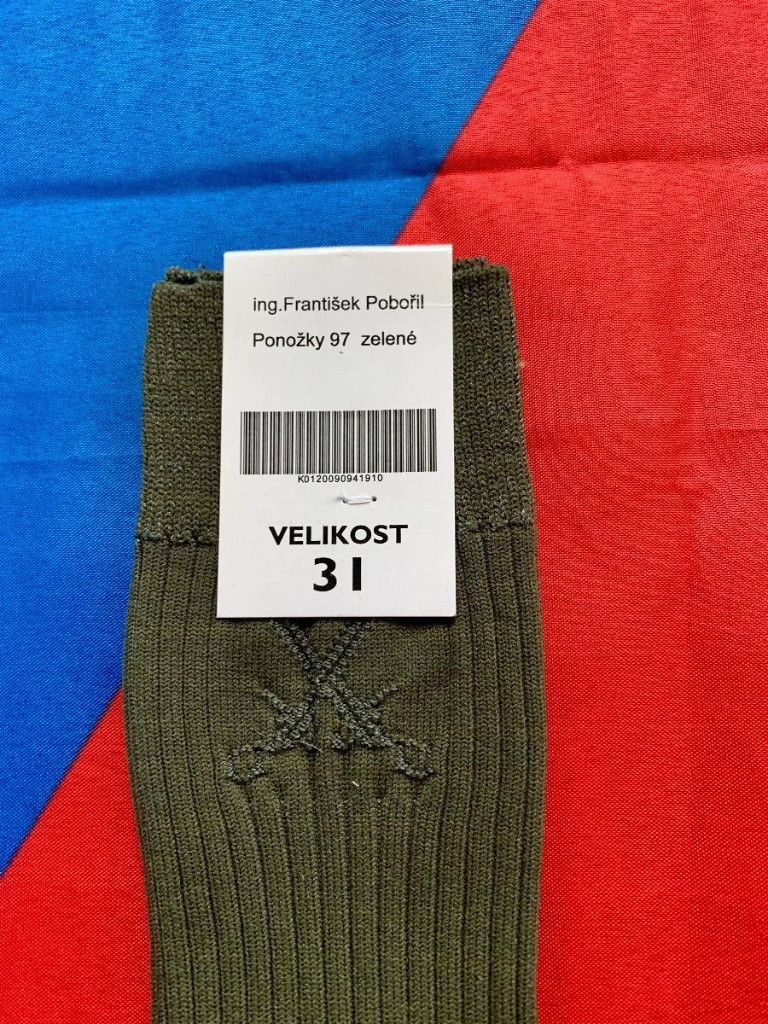 ing.František Pobořil
Ponožky 97 zelené
K0120090941910
VELIKOST
31